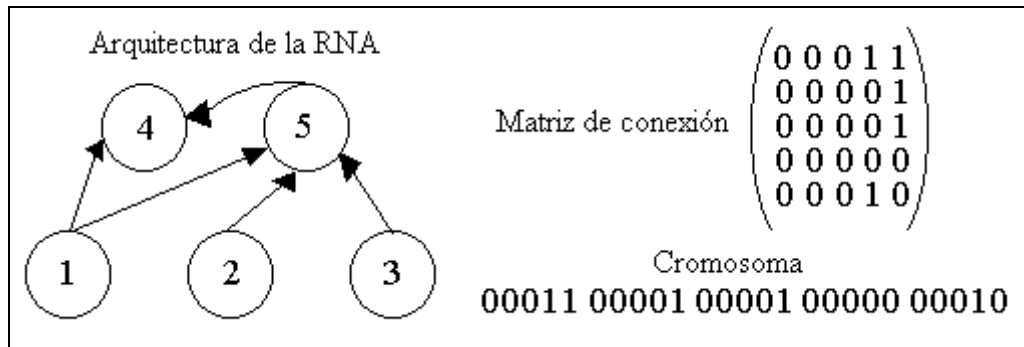 Arquitectura de la RNA
4 5
1 2 3
Matriz de conexión
0 0 0 1 1
0 0 0 0 1
0 0 0 0 1
0 0 0 0 0
0 0 0 1 0
Cromosoma
00011 00001 00001 00000 00010